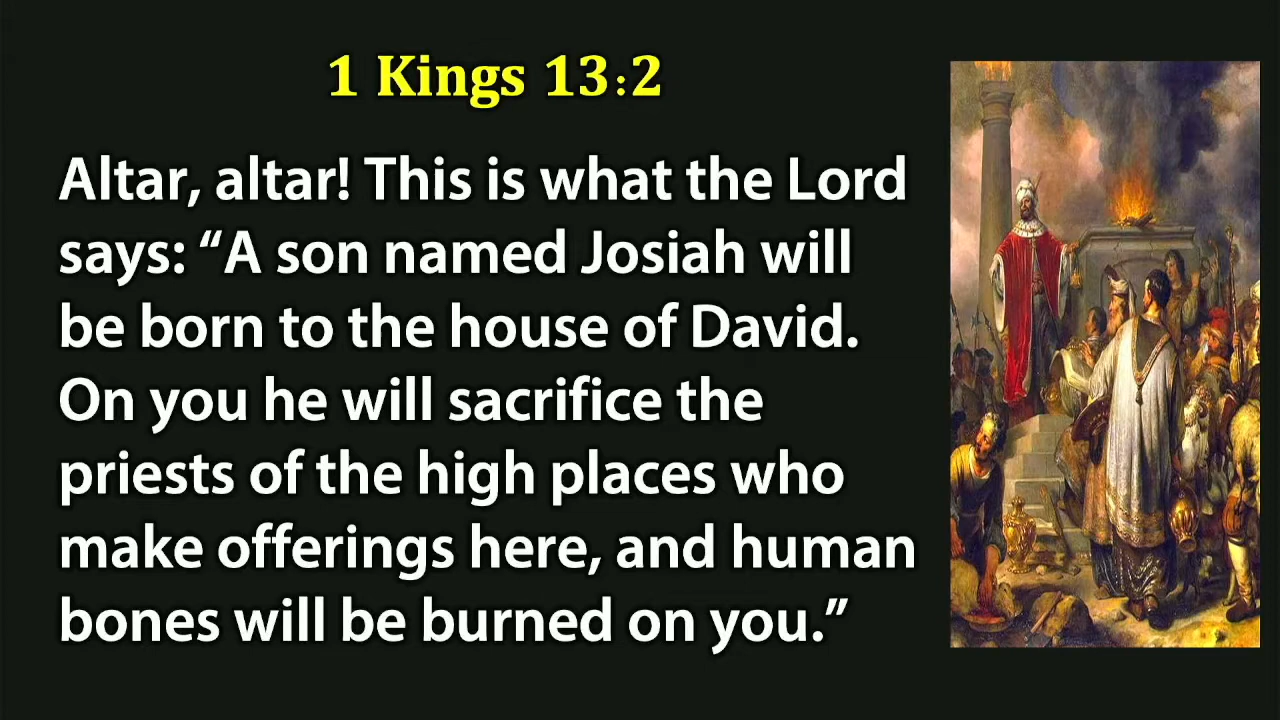 1 Kings 13:2
Altar, altar! This is what the Lord
says: “A son named Josiah will
be born to the house of David.
On you he will sacrifice the
priests of the high places who
make offerings here, and human
bones will be burned on you.”